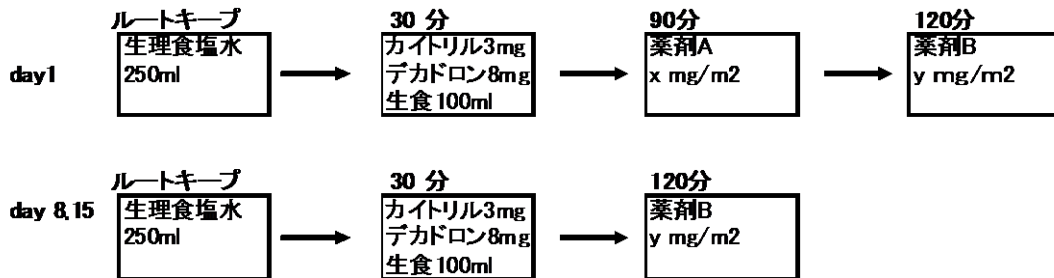 ルートキープ
生理食塩水
250ml
30 分
カイトリル3mg
デカドロン8mg
生食100ml
90分
薬剤A
x mg/m2
120分
薬剤B
y mg/m2
day1
ルートキープ
生理食塩水
250ml
30 分
カイトリル3mg
デカドロン8mg
生食100ml
120分
薬剤B
y mg/m2
day 8,15